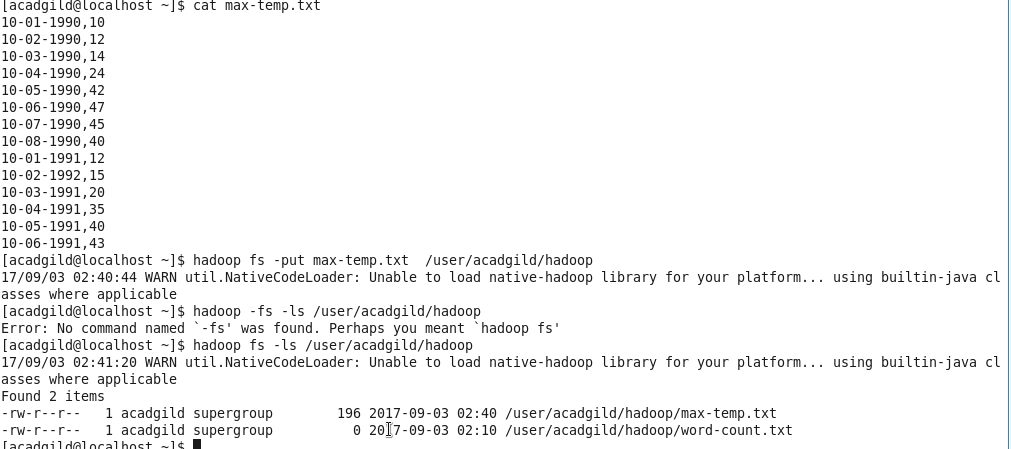 [acadgild@localhost ~]$ cat max-temp.txt
10-01-1990,10
10-02-1990,12
10-03-1990,14
10-04-1990,24
10-05-1990,42
10-06-1990,47
10-07-1990,45
10-08-1990,40
10-01-1991,12
10-02-1992,15
10-03-1991,20
10-04-1991,35
10-05-1991,40
10-06-1991,43
[acadgild@localhost ~]$ hadoop fs -put max-temp.txt  /user/acadgild/hadoop
17/09/03 02:40:44 WARN util.NativeCodeLoader: Unable to load native-hadoop library for your platform... using builtin-java cl
asses where applicable
[acadgild@localhost ~]$ hadoop -fs -ls /user/acadgild/hadoop
Error: No command named `-fs' was found. Perhaps you meant `hadoop fs'
[acadgild@localhost ~]$ hadoop fs -ls /user/acadgild/hadoop
17/09/03 02:41:20 WARN util.NativeCodeLoader: Unable to load native-hadoop library for your platform... using builtin-java cl
asses where applicable
Found 2 items
-rw-r--r--   1 acadgild supergroup        196 2017-09-03 02:40 /user/acadgild/hadoop/max-temp.txt
-rw-r--r--   1 acadgild supergroup          0 2017-09-03 02:10 /user/acadgild/hadoop/word-count.txt
[acadgild@localhost ~]$